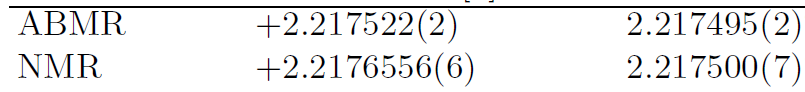 ABMR +2.217522(2) 2.217495(2)
NMR +2.2176556(6) 2.217500(7)